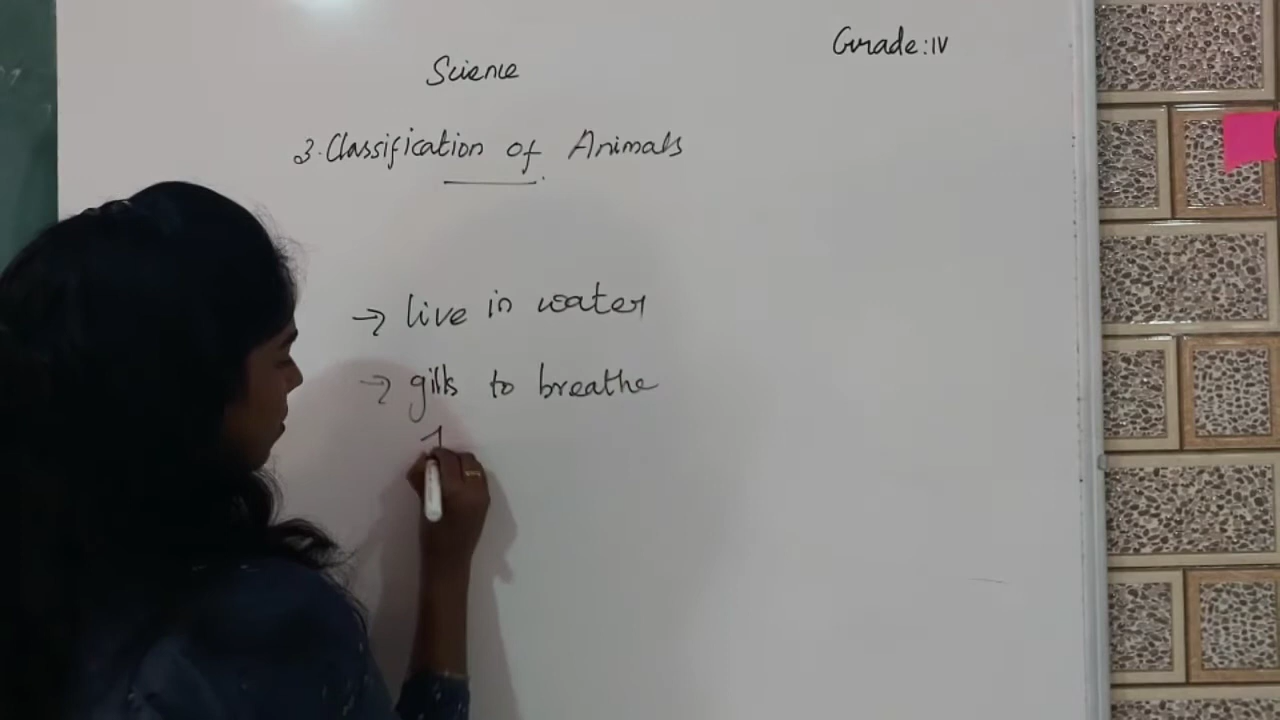 Grade: IV
Science
3. Classification of Animals
→ live in water
→ gills to breathe